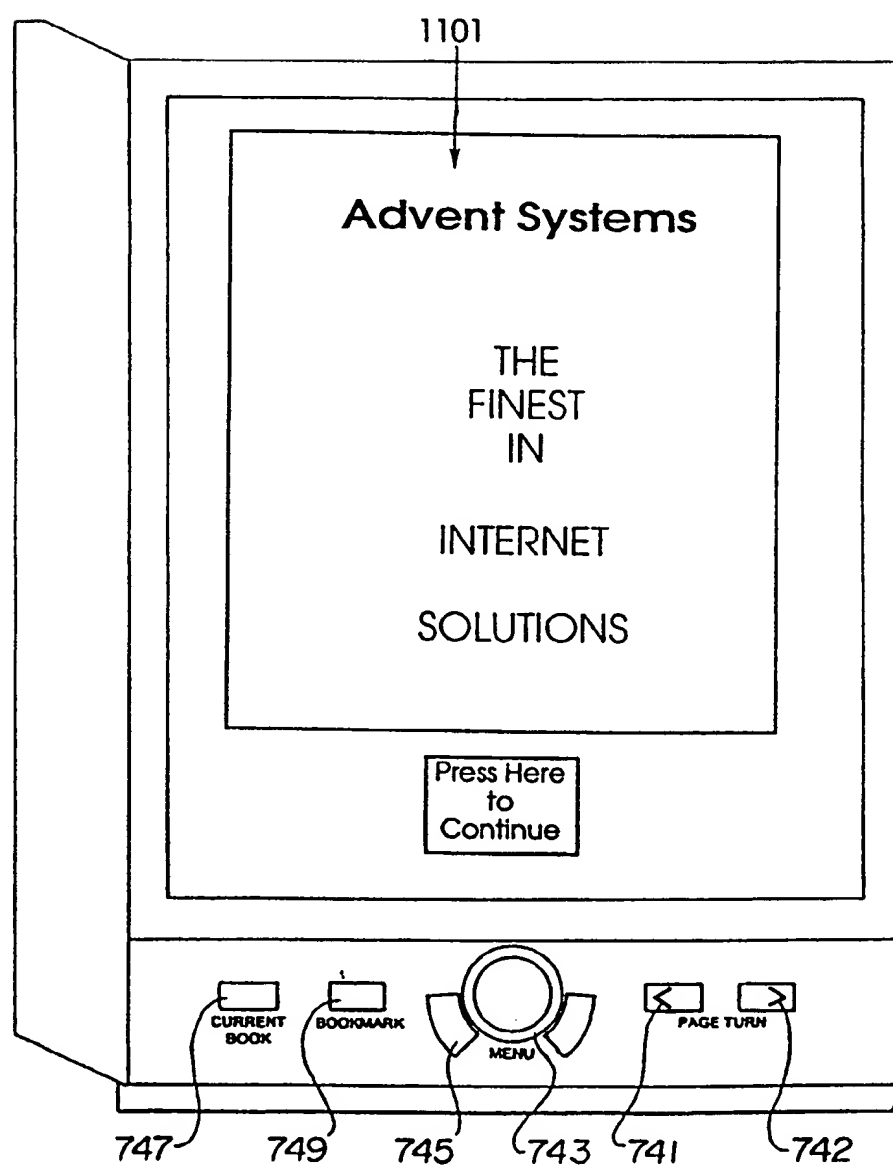 1101
Advent Systems
THE
FINEST
IN
INTERNET
SOLUTIONS
Press Here
to
Continue
CURRENT
BOOK
BOOKMARK
MENU
< >
PAGE TURN
747 749 745 743 741 742